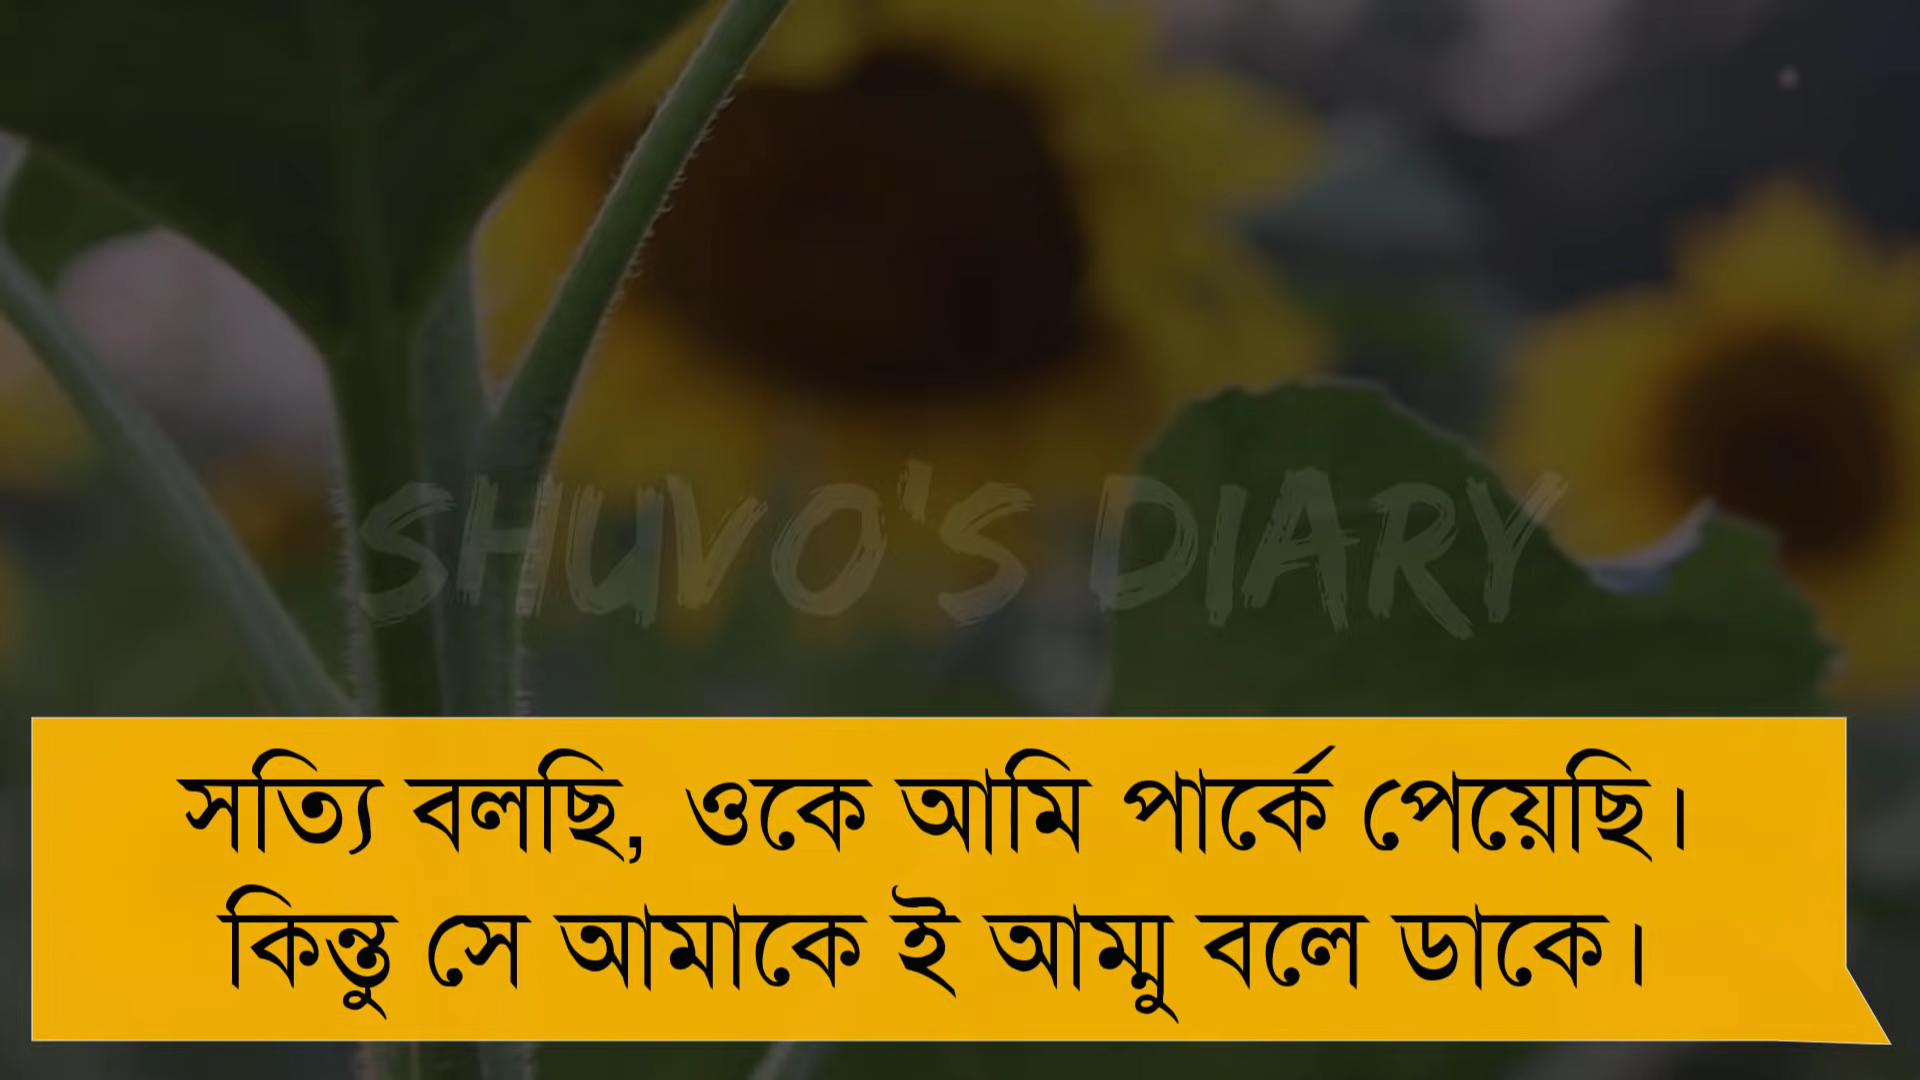 SHUVO'S DIARY
সত্যি বলছি, ওকে আমি পার্কে পেয়েছি।
কিন্তু সে আমাকে ই আম্মু বলে ডাকে।